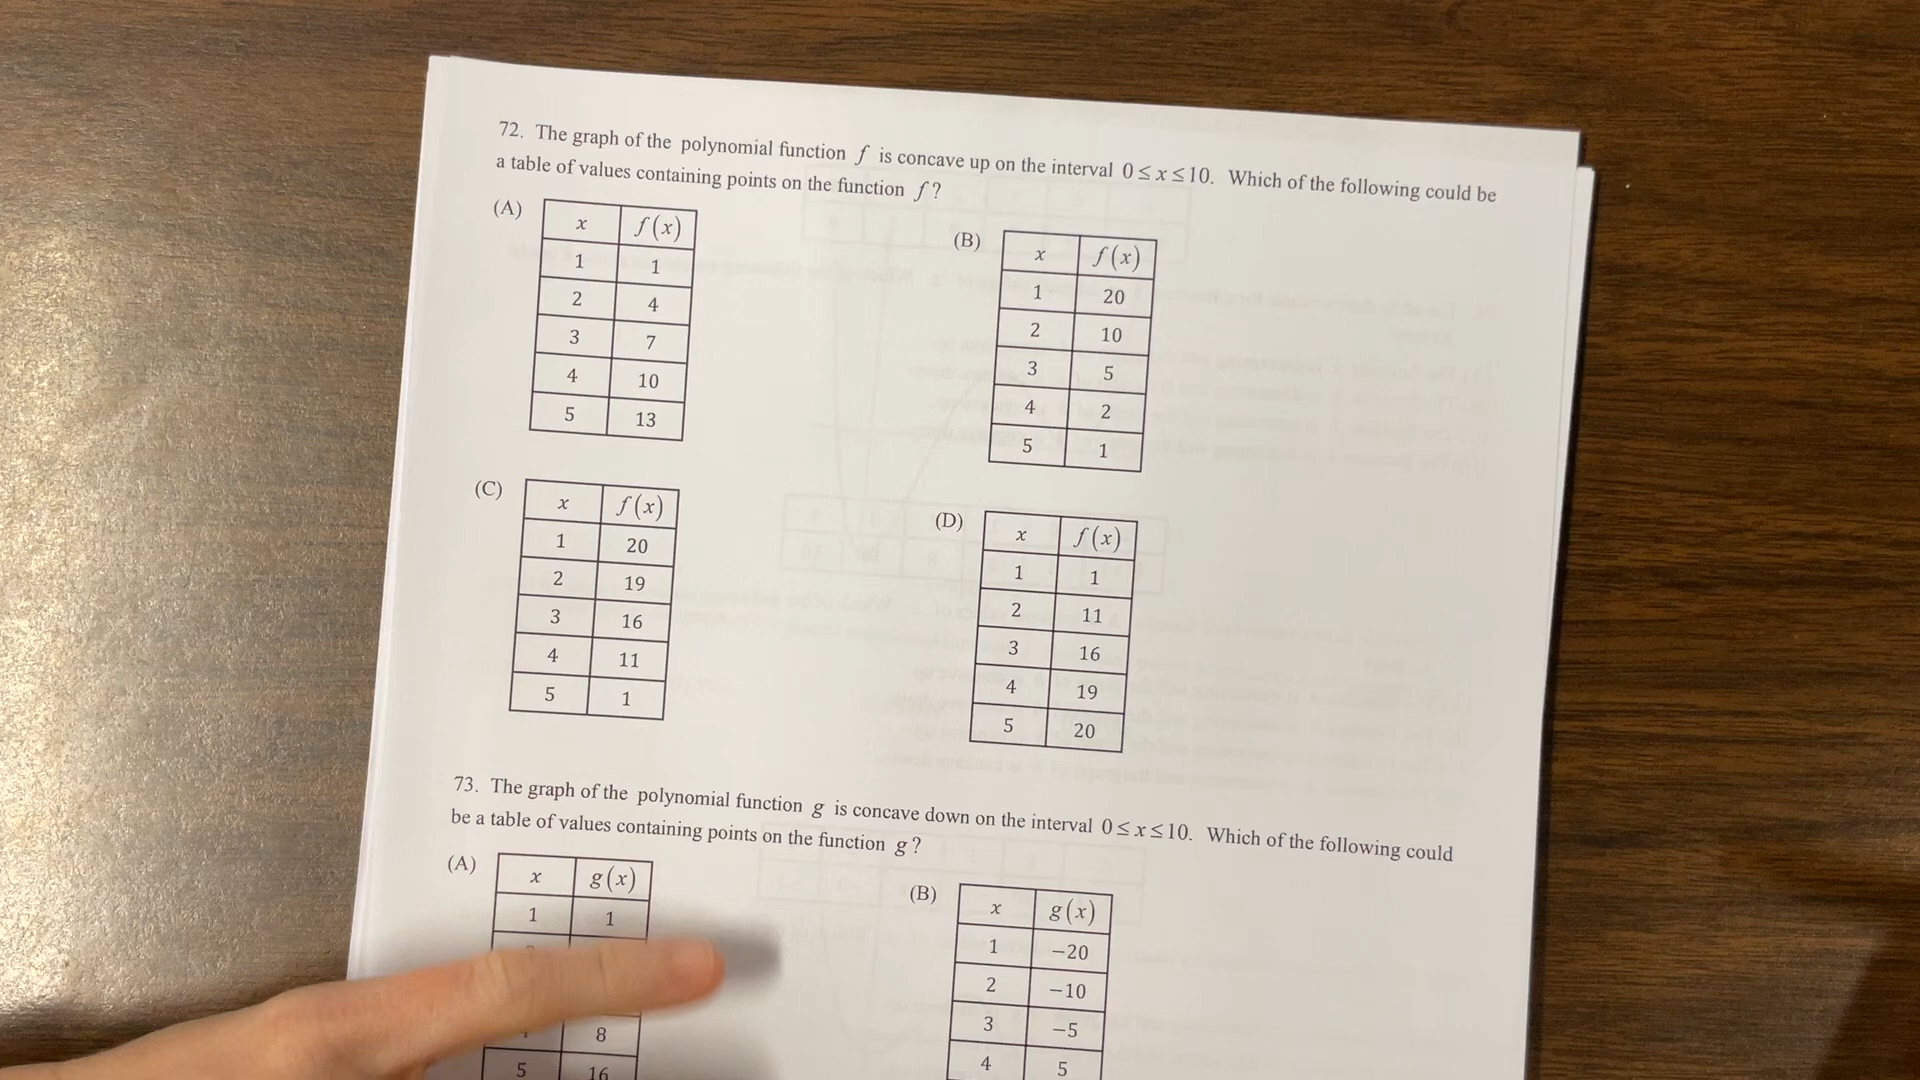 72. The graph of the polynomial function f is concave up on the interval 0 ≤ x ≤ 10. Which of the following could be
a table of values containing points on the function f ?
(A)
x f(x)
1 1
2 4
3 7
4 10
5 13
(B)
x f(x)
1 20
2 10
3 5
4 2
5 1
(C)
x f(x)
1 20
2 19
3 16
4 11
5 1
(D)
x f(x)
1 1
2 11
3 16
4 19
5 20
73. The graph of the polynomial function g is concave down on the interval 0 ≤ x ≤ 10. Which of the following could
be a table of values containing points on the function g ?
(A)
x g(x)
1 1
8
5 16
(B)
x g(x)
1 −20
2 −10
3 −5
4 5